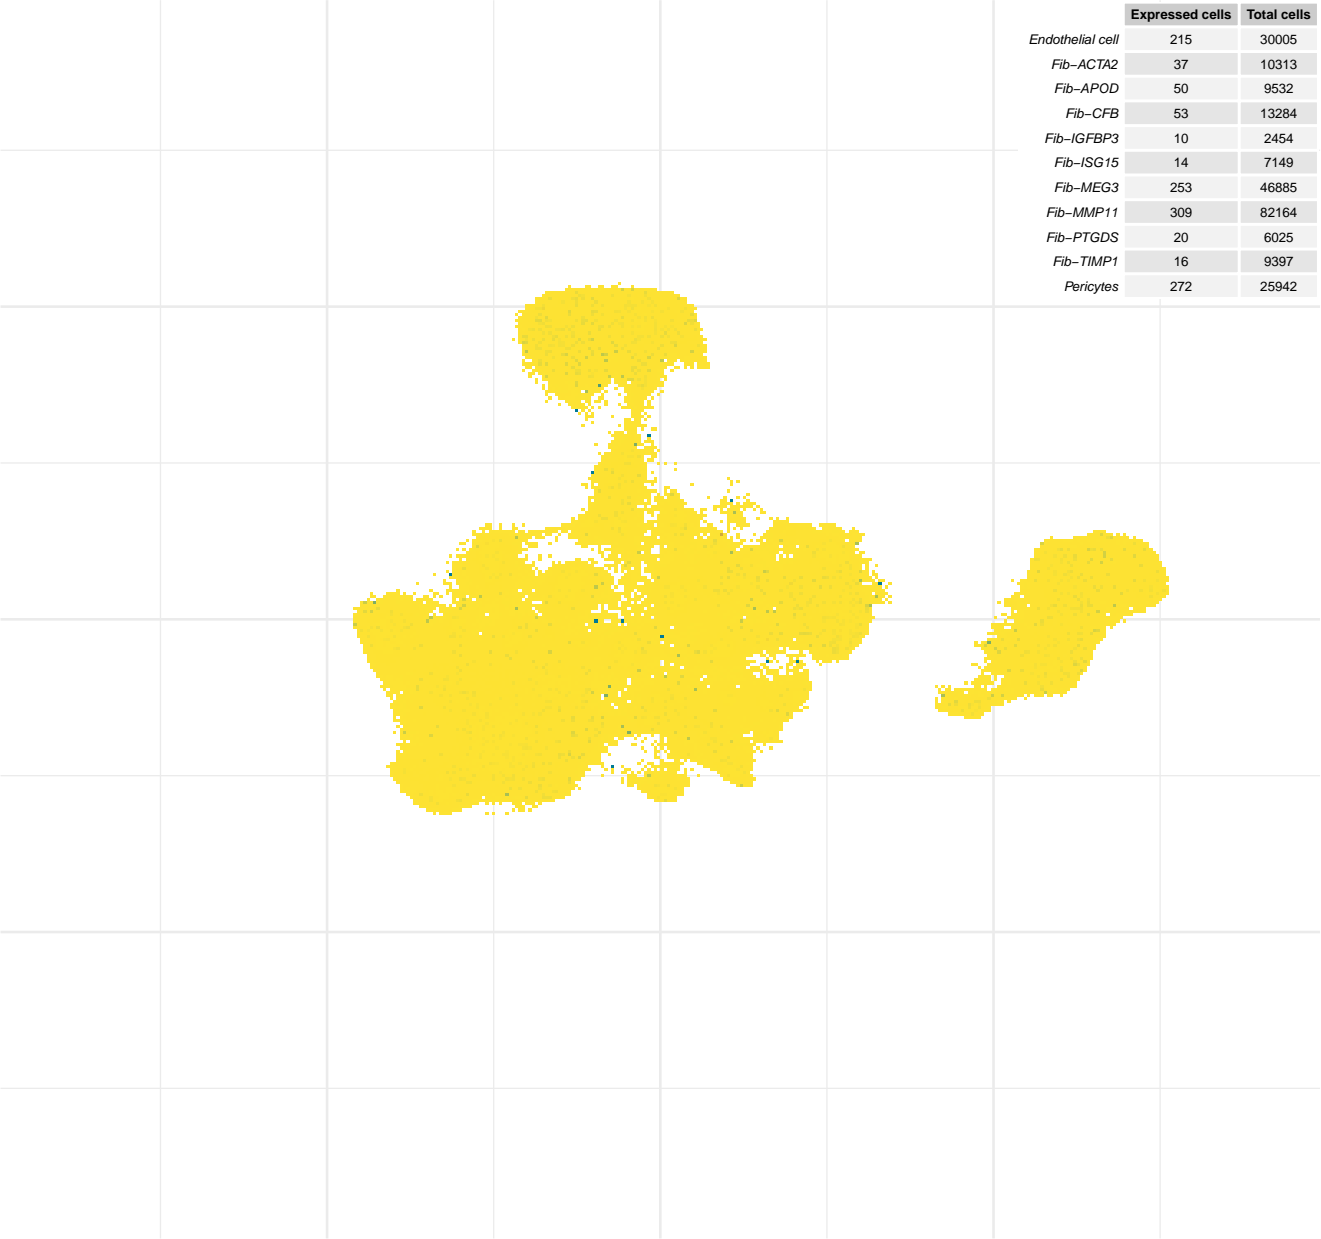 Expressed cells Total cells
Endothelial cell 215 30005
Fib−ACTA2 37 10313
Fib−APOD 50 9532
Fib−CFB 53 13284
Fib−IGFBP3 10 2454
Fib−ISG15 14 7149
Fib−MEG3 253 46885
Fib−MMP11 309 82164
Fib−PTGDS 20 6025
Fib−TIMP1 16 9397
Pericytes 272 25942